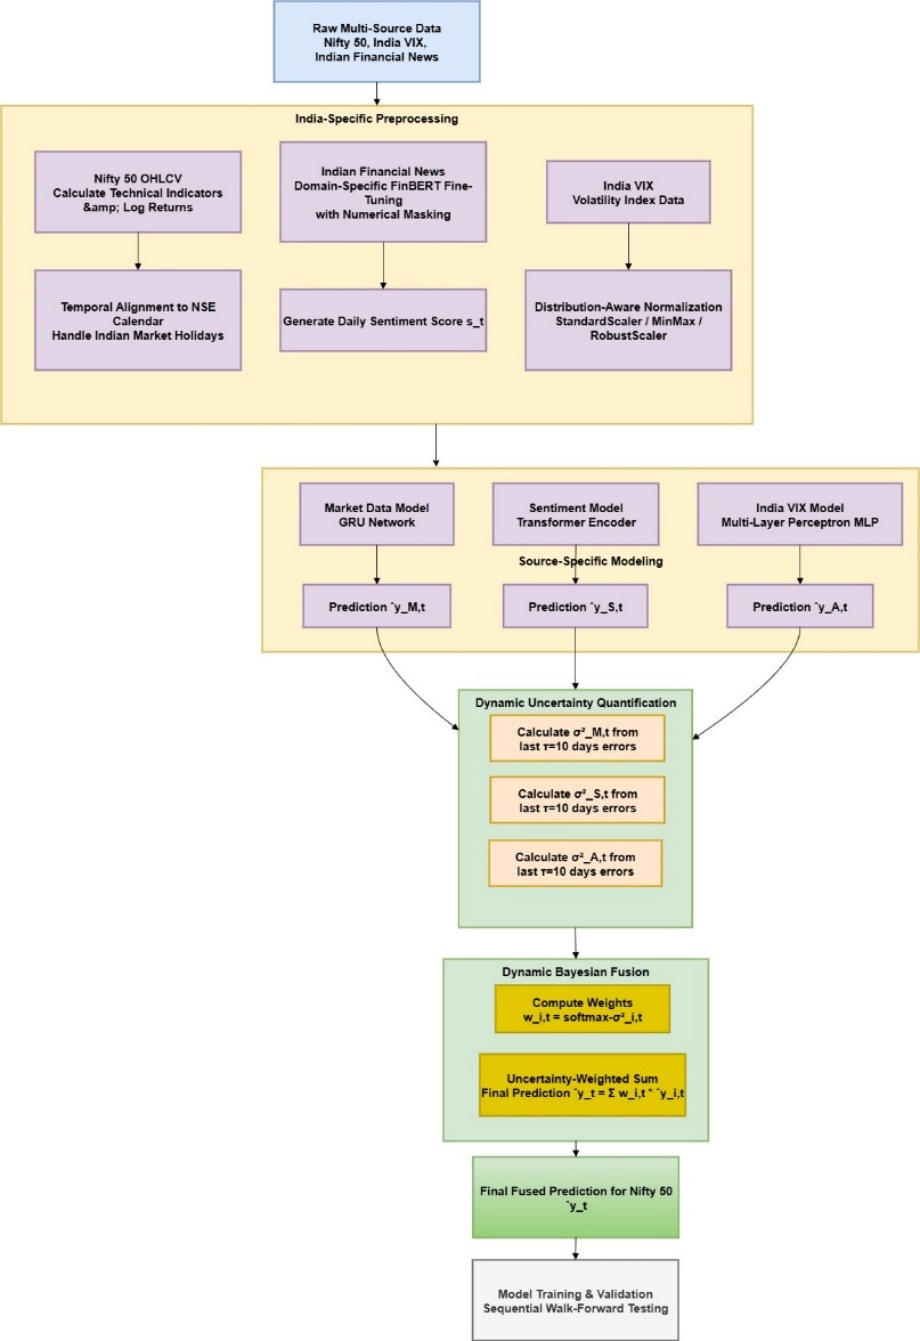 Raw Multi-Source Data
Nifty 50, India VIX,
Indian Financial News
India-Specific Preprocessing
Nifty 50 OHLCV
Calculate Technical Indicators
&amp; Log Returns
Indian Financial News
Domain-Specific FinBERT Fine-
Tuning
with Numerical Masking
India VIX
Volatility Index Data
Temporal Alignment to NSE
Calendar
Handle Indian Market Holidays
Generate Daily Sentiment Score s_t
Distribution-Aware Normalization
StandardScaler / MinMax /
RobustScaler
Market Data Model
GRU Network
Sentiment Model
Transformer Encoder
India VIX Model
Multi-Layer Perceptron MLP
Source-Specific Modeling
Prediction ˆy_M,t
Prediction ˆy_S,t
Prediction ˆy_A,t
Dynamic Uncertainty Quantification
Calculate σ²_M,t from
last τ=10 days errors
Calculate σ²_S,t from
last τ=10 days errors
Calculate σ²_A,t from
last τ=10 days errors
Dynamic Bayesian Fusion
Compute Weights
w_i,t = softmax-σ²_i,t
Uncertainty-Weighted Sum
Final Prediction ˆy_t = Σ w_i,t * ˆy_i,t
Final Fused Prediction for Nifty 50
ˆy_t
Model Training & Validation
Sequential Walk-Forward Testing